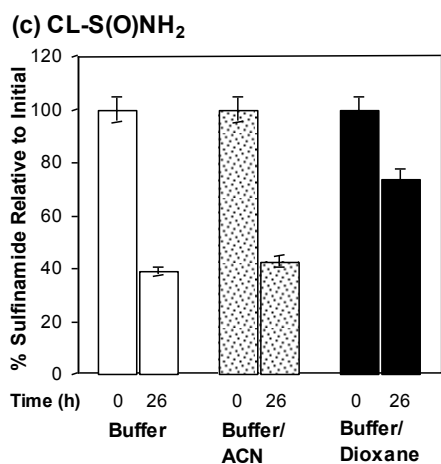 (c) CL-S(O)NH₂
120
100
80
60
40
20
0
% Sulfinamide Relative to Initial
Time (h) 0 26 0 26 0 26
Buffer Buffer/ Buffer/
ACN Dioxane